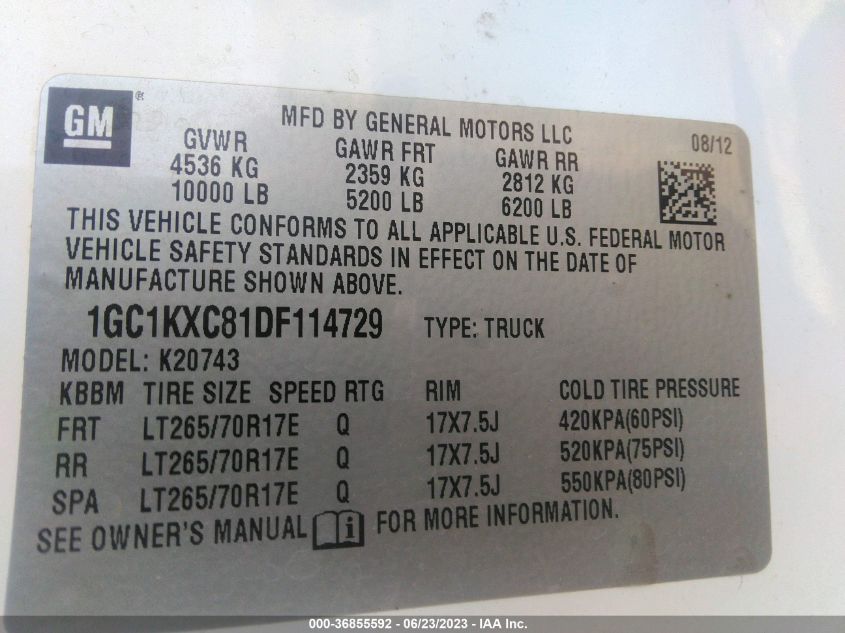 GM®
MFD BY GENERAL MOTORS LLC
08/12
GVWR GAWR FRT GAWR RR
4536 KG 2359 KG 2812 KG
10000 LB 5200 LB 6200 LB
THIS VEHICLE CONFORMS TO ALL APPLICABLE U.S. FEDERAL MOTOR
VEHICLE SAFETY STANDARDS IN EFFECT ON THE DATE OF
MANUFACTURE SHOWN ABOVE.
1GC1KXC81DF114729 TYPE: TRUCK
MODEL: K20743
KBBM TIRE SIZE SPEED RTG RIM COLD TIRE PRESSURE
FRT LT265/70R17E Q 17X7.5J 420KPA(60PSI)
RR LT265/70R17E Q 17X7.5J 520KPA(75PSI)
SPA LT265/70R17E Q 17X7.5J 550KPA(80PSI)
SEE OWNER'S MANUAL i FOR MORE INFORMATION.
000-36855592 - 06/23/2023 - IAA Inc.